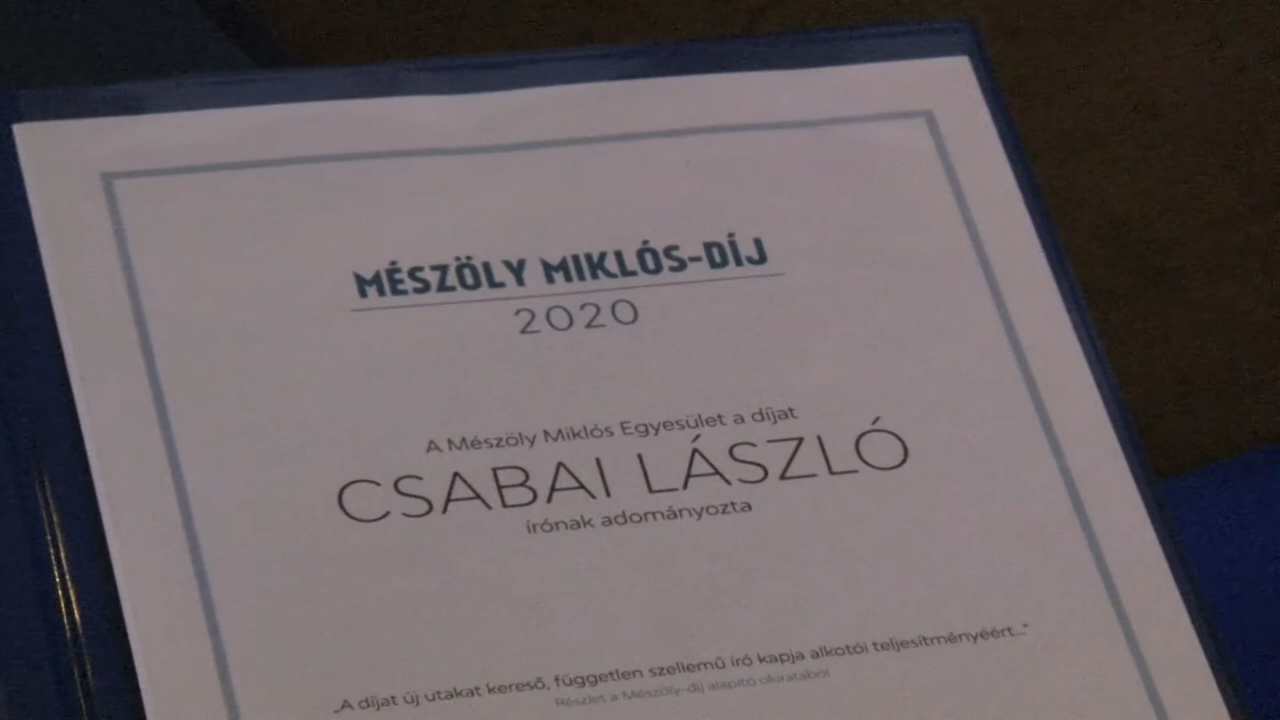 MÉSZÖLY MIKLÓS-DÍJ
2020
A Mészöly Miklós Egyesület a díjat
CSABAI LÁSZLÓ
írónak adományozta
„A díjat új utakat kereső, független szellemű író kapja alkotói teljesítményéért..."
Részlet a Mészöly-díj alapító okiratából